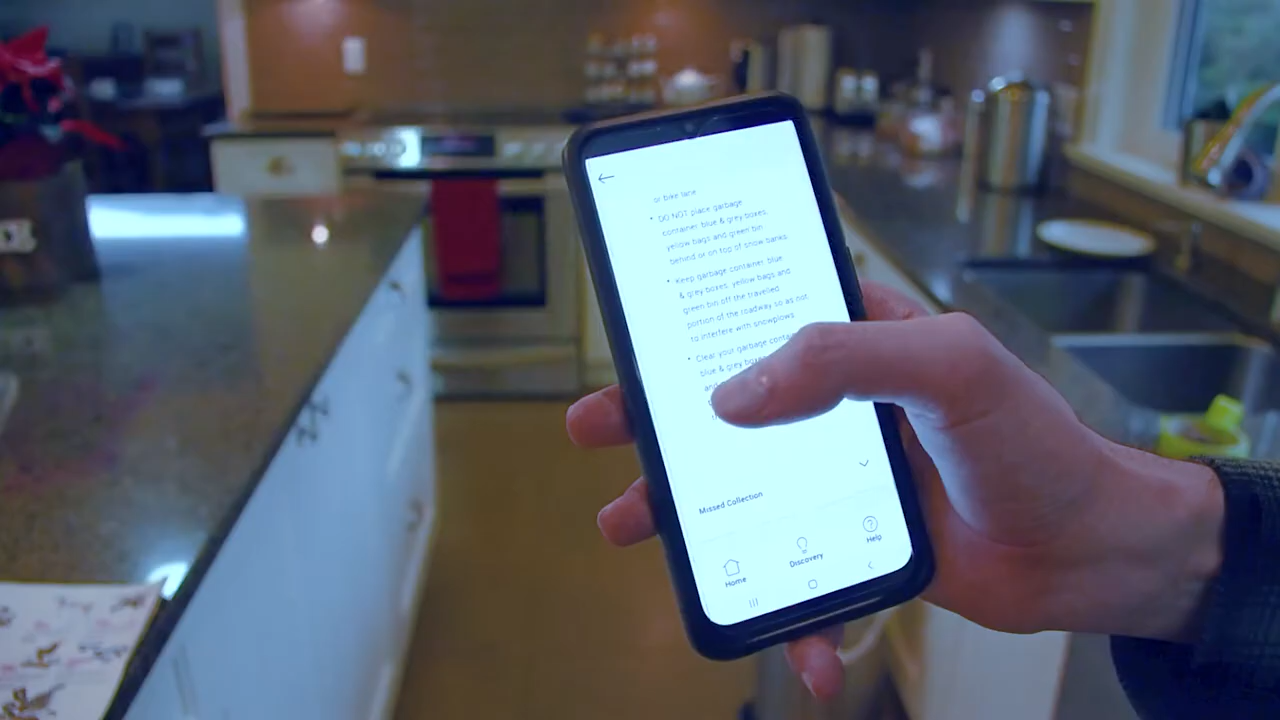 or bike lane.
• DO NOT place garbage
container, blue & grey boxes,
yellow bags and green bin
behind or on top of snow banks.
• Keep garbage container, blue
& grey boxes, yellow bags and
green bin off the travelled
portion of the roadway so as not
to interfere with snowplows.
• Clear your garbage
blue & grey boxes
and
Missed Collection
Home
Discovery
Help